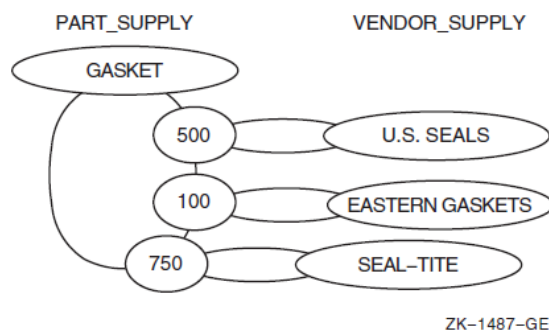 PART_SUPPLY VENDOR_SUPPLY
GASKET
500 U.S. SEALS
100 EASTERN GASKETS
750 SEAL–TITE
ZK–1487–GE